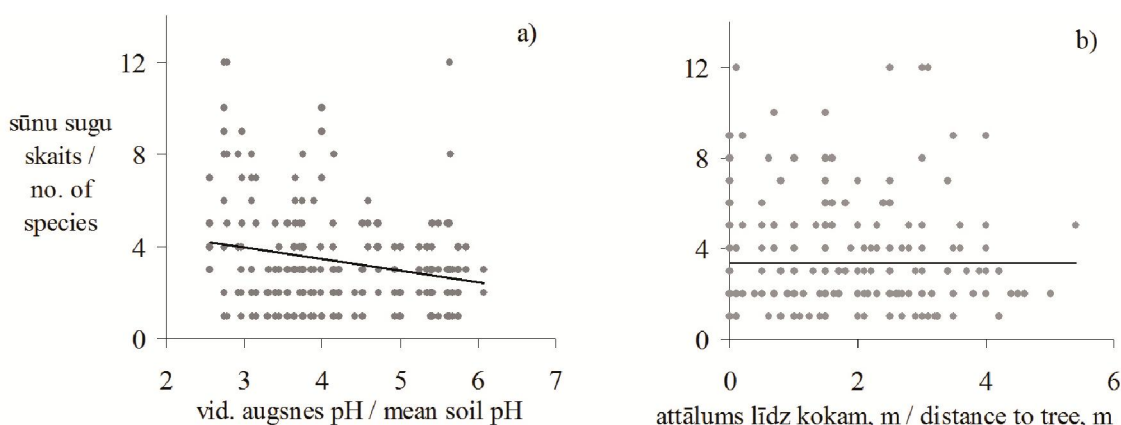 a)
12
8
4
0
sūnu sugu
skaits /
no. of
species
2 3 4 5 6 7
vid. augsnes pH / mean soil pH
b)
12
8
4
0
0 2 4 6
attālums līdz kokam, m / distance to tree, m